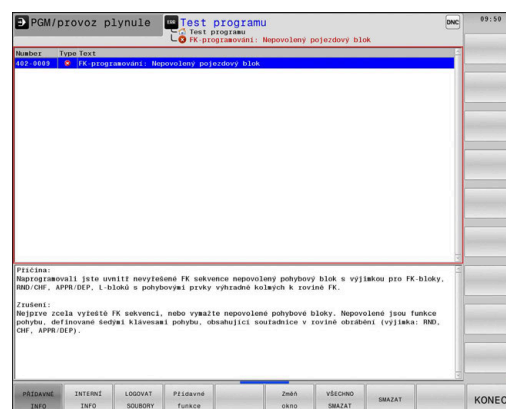 PGM/provoz plynule
Test programu
DNC
09:50
Test programu
FK-programování: Nepovolený pojezdový blok
Number Type Text
402-0009 FK-programování: Nepovolený pojezdový blok
Příčina:
Naprogramovali jste uvnitř nevyřešené FK sekvence nepovolený pohybový blok s výjimkou pro FK-bloky,
RND/CHF, APPR/DEP, L-bloků s pohybovými prvky výhradně kolmých k rovině FK.
Zrušení:
Nejprve zcela vyřeště FK sekvenci, nebo vymažte nepovolené pohybové bloky. Nepovolené jsou funkce
pohybu, definované šedými klávesami pohybu, obsahující souřadnice v rovině obrábění (výjimka: RND,
CHF, APPR/DEP).
PŘÍDAVNÉ INTERNÍ LOGOVAT Přídavné Změň VŠECHNO SMAZAT KONEC
INFO INFO SOUBORY funkce okno SMAZAT